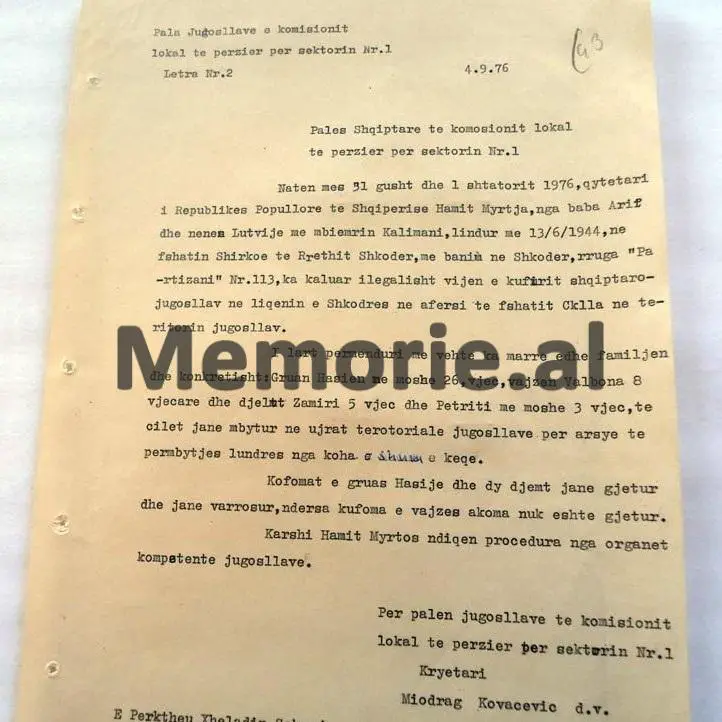 Pala Jugosllave e komisionit
lokal te perzier per sektorin Nr.1
Letra Nr.2
4.9.76
Pales Shqiptare te komosionit lokal
te perzier per sektorin Nr.1
Naten mes 31 gusht dhe 1 shtatorit 1976,qytetari
i Republikes Popullore te Shqiperise Hamit Myrtja,nga baba Arif
dhe nenes Lutvije me mbiemrin Kalimani,lindur me 13/6/1944,ne
fshatin Shirkoe te Rrethit Shkoder,me banim ne Shkoder,rruga "Pa
-rtizani" Nr.113,ka kaluar ilegalisht vijen e kufirit shqiptaro-
jugosllav ne liqenin e Shkodres ne afersi te fshatit Cklla ne te-
ritorin jugosllav.
Memorie.al
I lart permenduri me vehte ka marre edhe familjen
dhe konkretisht:Gruan Hasien ne moshe 26,vjec,vajzen Valbona 8
vjecare dhe djemt Zamiri 5 vjec dhe Petriti me moshe 3 vjec,te
cilet jane mbytur ne ujrat terotoriale jugosllave per arsye te
permbytjes lundres nga koha e keqe.
Kofomat e gruas Hasije dhe dy djemt jane gjetur
dhe jane varrosur,ndersa kufoma e vajzes akoma nuk eshte gjetur.
Karshi Hamit Myrtos ndiqen procedura nga organet
kompetente jugosllave.
Per palen jugosllave te komisionit
lokal te perzier per sektorin Nr.1
Kryetari
Miodrag Kovacevic d.v.
E Perktheu Xheladin